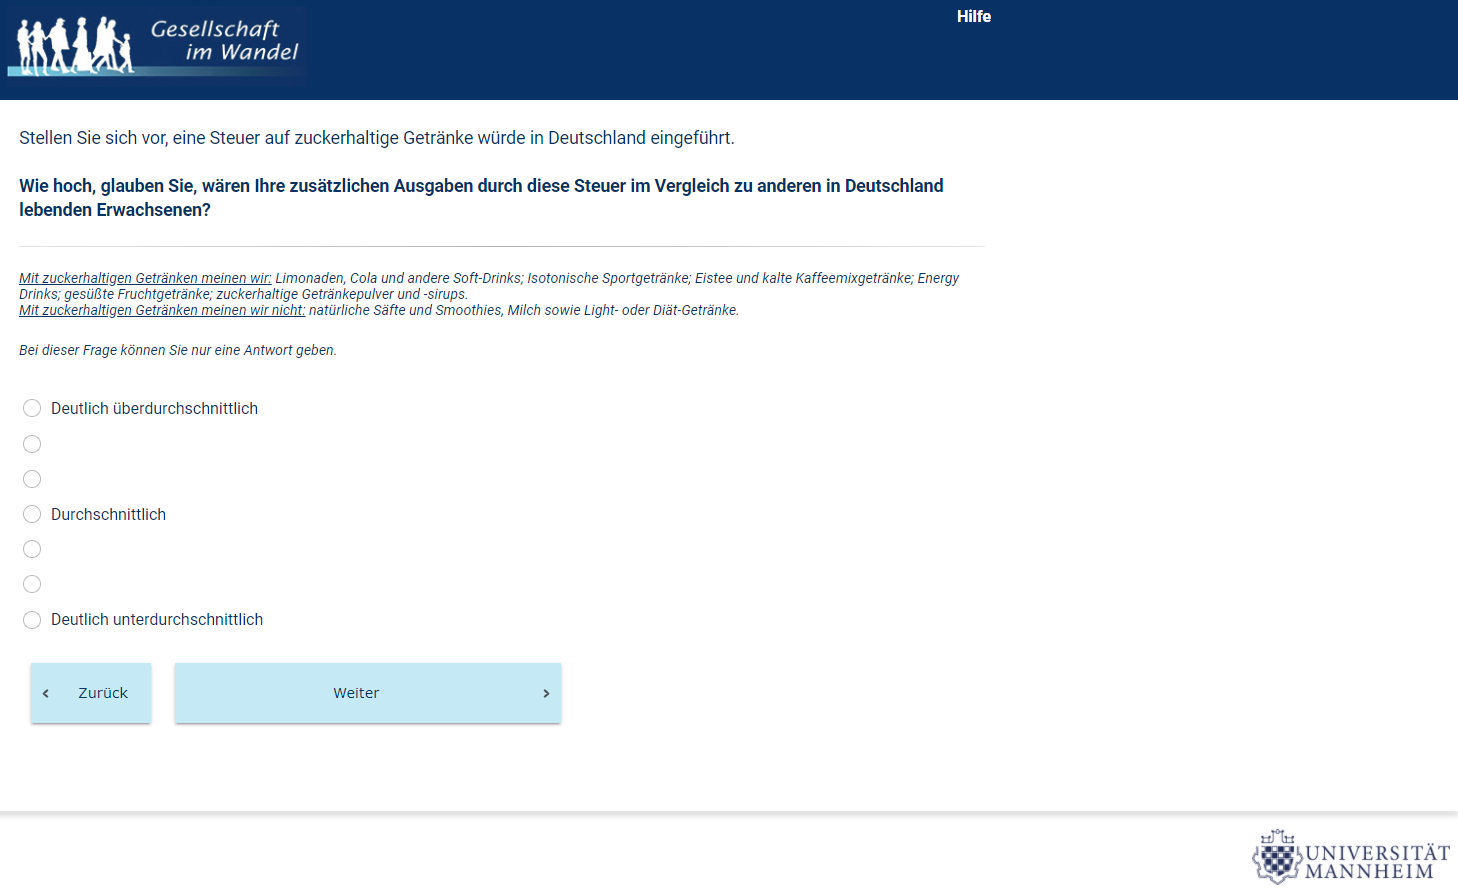 Gesellschaft
im Wandel
Hilfe
Stellen Sie sich vor, eine Steuer auf zuckerhaltige Getränke würde in Deutschland eingeführt.
Wie hoch, glauben Sie, wären Ihre zusätzlichen Ausgaben durch diese Steuer im Vergleich zu anderen in Deutschland
lebenden Erwachsenen?
Mit zuckerhaltigen Getränken meinen wir: Limonaden, Cola und andere Soft-Drinks; Isotonische Sportgetränke; Eistee und kalte Kaffeemixgetränke; Energy
Drinks; gesüßte Fruchtgetränke; zuckerhaltige Getränkepulver und -sirups.
Mit zuckerhaltigen Getränken meinen wir nicht: natürliche Säfte und Smoothies, Milch sowie Light- oder Diät-Getränke.
Bei dieser Frage können Sie nur eine Antwort geben.
Deutlich überdurchschnittlich
Durchschnittlich
Deutlich unterdurchschnittlich
Zurück
Weiter
UNIVERSITÄT
MANNHEIM